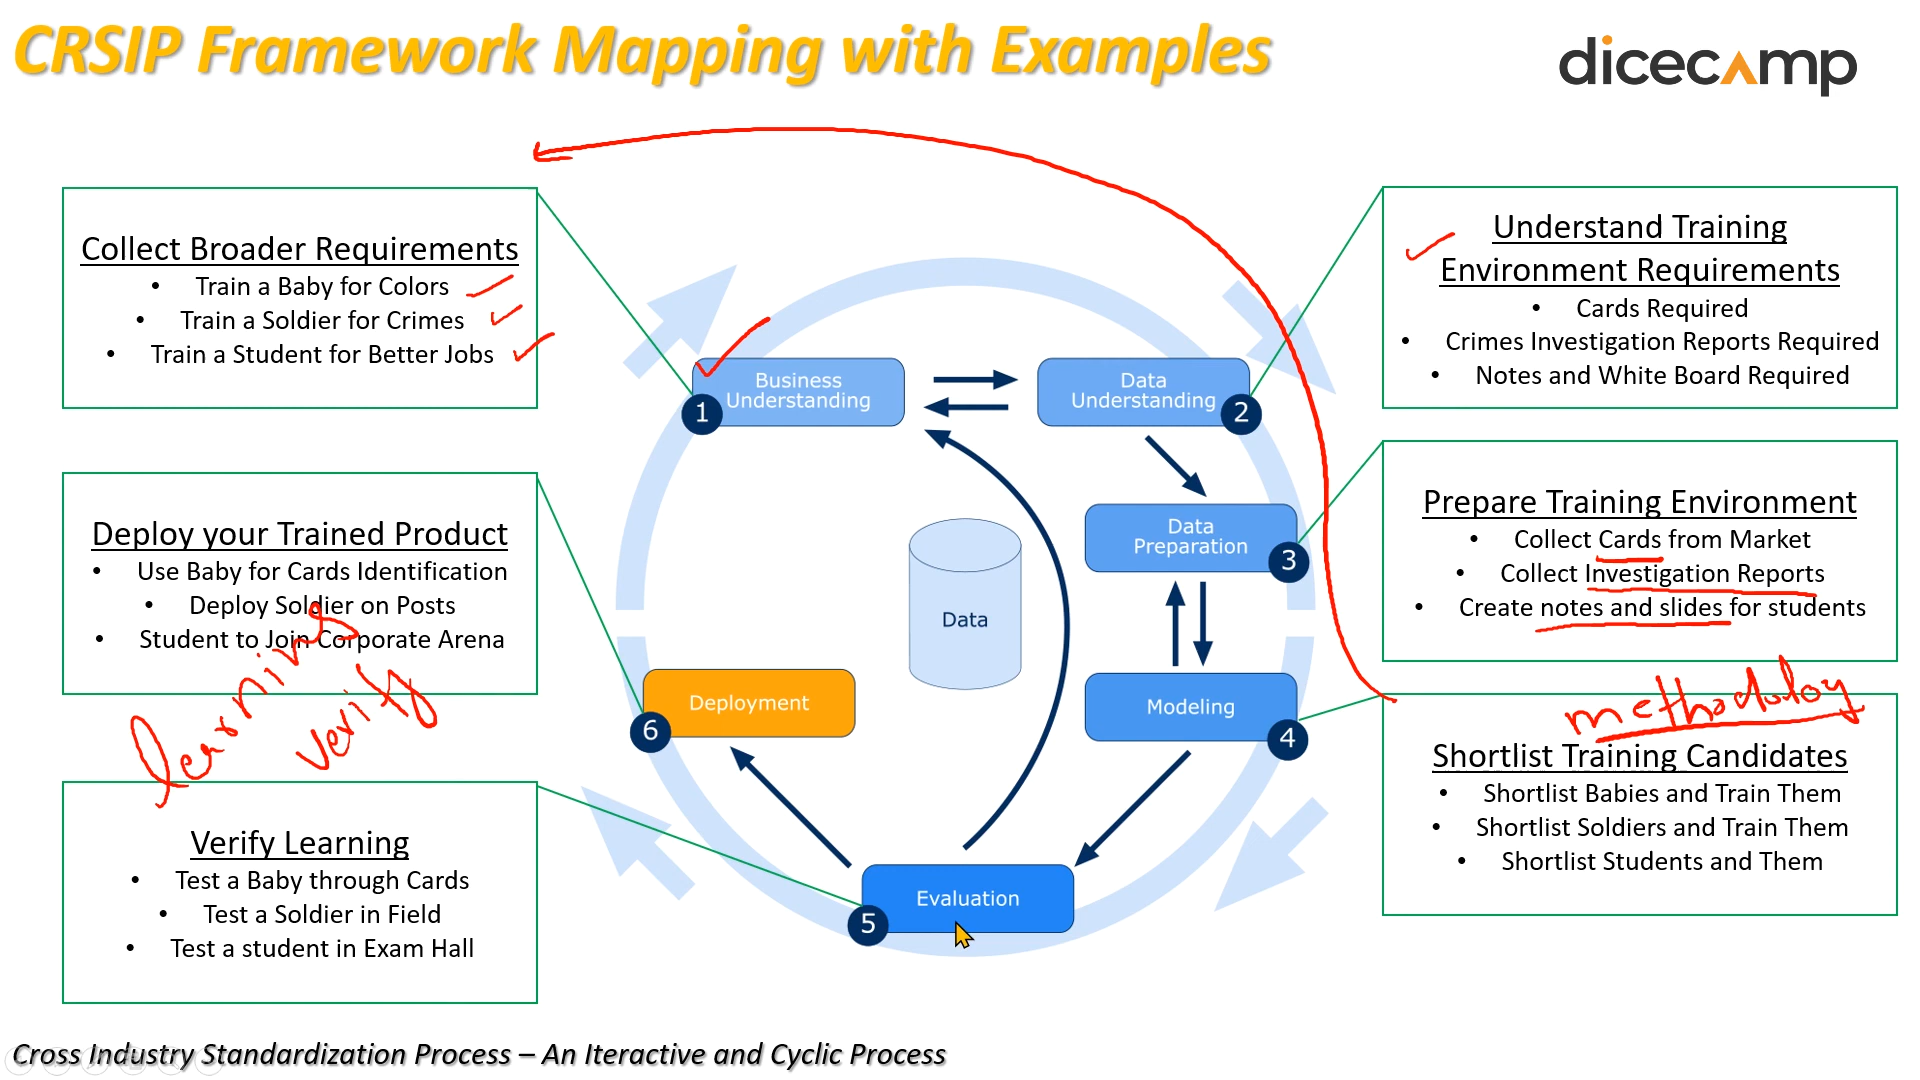 CRSIP Framework Mapping with Examples
dicecamp
Collect Broader Requirements
• Train a Baby for Colors
• Train a Soldier for Crimes
• Train a Student for Better Jobs
Understand Training
Environment Requirements
• Cards Required
• Crimes Investigation Reports Required
• Notes and White Board Required
Business
Understanding
1
Data
Understanding
2
Deploy your Trained Product
• Use Baby for Cards Identification
• Deploy Soldier on Posts
• Student to Join Corporate Arena
Prepare Training Environment
• Collect Cards from Market
• Collect Investigation Reports
• Create notes and slides for students
Data
Preparation
3
Data
Deployment
6
Modeling
4
learning
verify
methodoloy
Shortlist Training Candidates
• Shortlist Babies and Train Them
• Shortlist Soldiers and Train Them
• Shortlist Students and Them
Verify Learning
• Test a Baby through Cards
• Test a Soldier in Field
• Test a student in Exam Hall
Evaluation
5
Cross Industry Standardization Process – An Iteractive and Cyclic Process